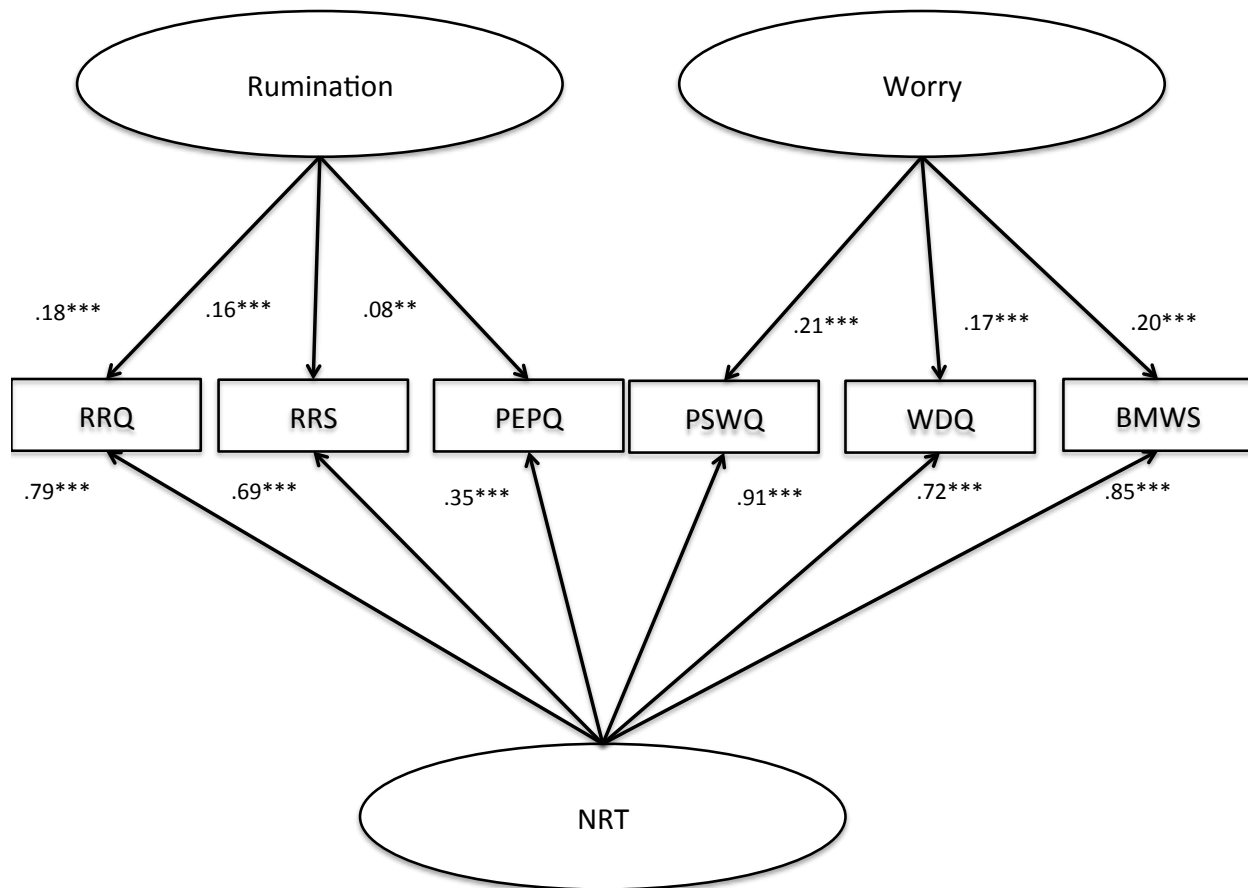 Rumination
Worry
.18***
.16***
.08**
.21***
.17***
.20***
RRQ
RRS
PEPQ
PSWQ
WDQ
BMWS
.79***
.69***
.35***
.91***
.72***
.85***
NRT